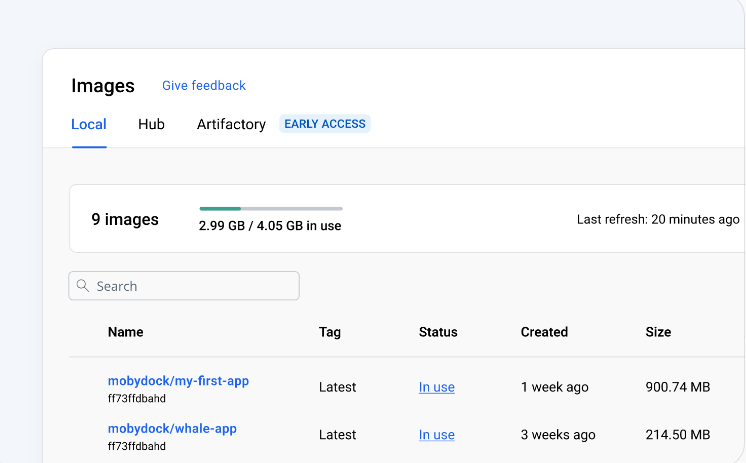 Images Give feedback
Local Hub Artifactory EARLY ACCESS
9 images 2.99 GB / 4.05 GB in use Last refresh: 20 minutes ago
Search
Name Tag Status Created Size
mobydock/my-first-app Latest In use 1 week ago 900.74 MB
ff73ffdbahd
mobydock/whale-app Latest In use 3 weeks ago 214.50 MB
ff73ffdbahd